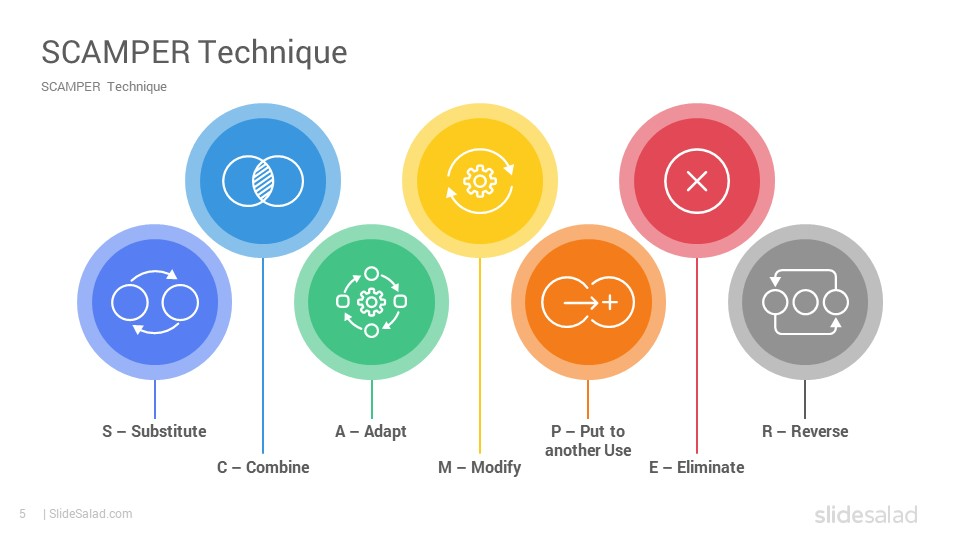 SCAMPER Technique
SCAMPER Technique
S – Substitute
C – Combine
A – Adapt
M – Modify
P – Put to
another Use
E – Eliminate
R – Reverse
5 | SlideSalad.com
slidesalad